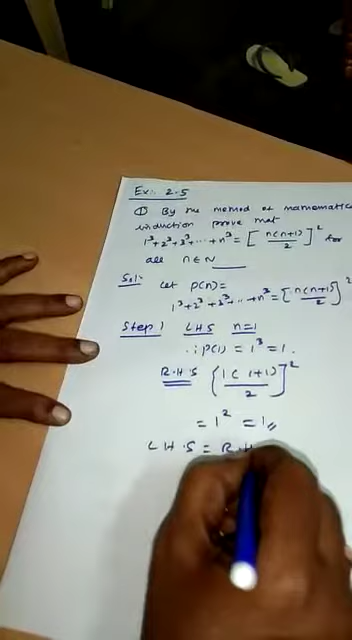 Ex:- 2.5
① By the method of mathematical
induction prove that
1³+2³+3³+...+n³ = [n(n+1)/2]² for
all n ∈ N
Sol:- Let P(n) =
1³+2³+3³+...+n³ = [n(n+1)/2]²
Step 1 LHS n=1
∴ P(1) = 1³ = 1.
R.H.S [1(1+1)/2]²
= 1² = 1
L H.S = R.H